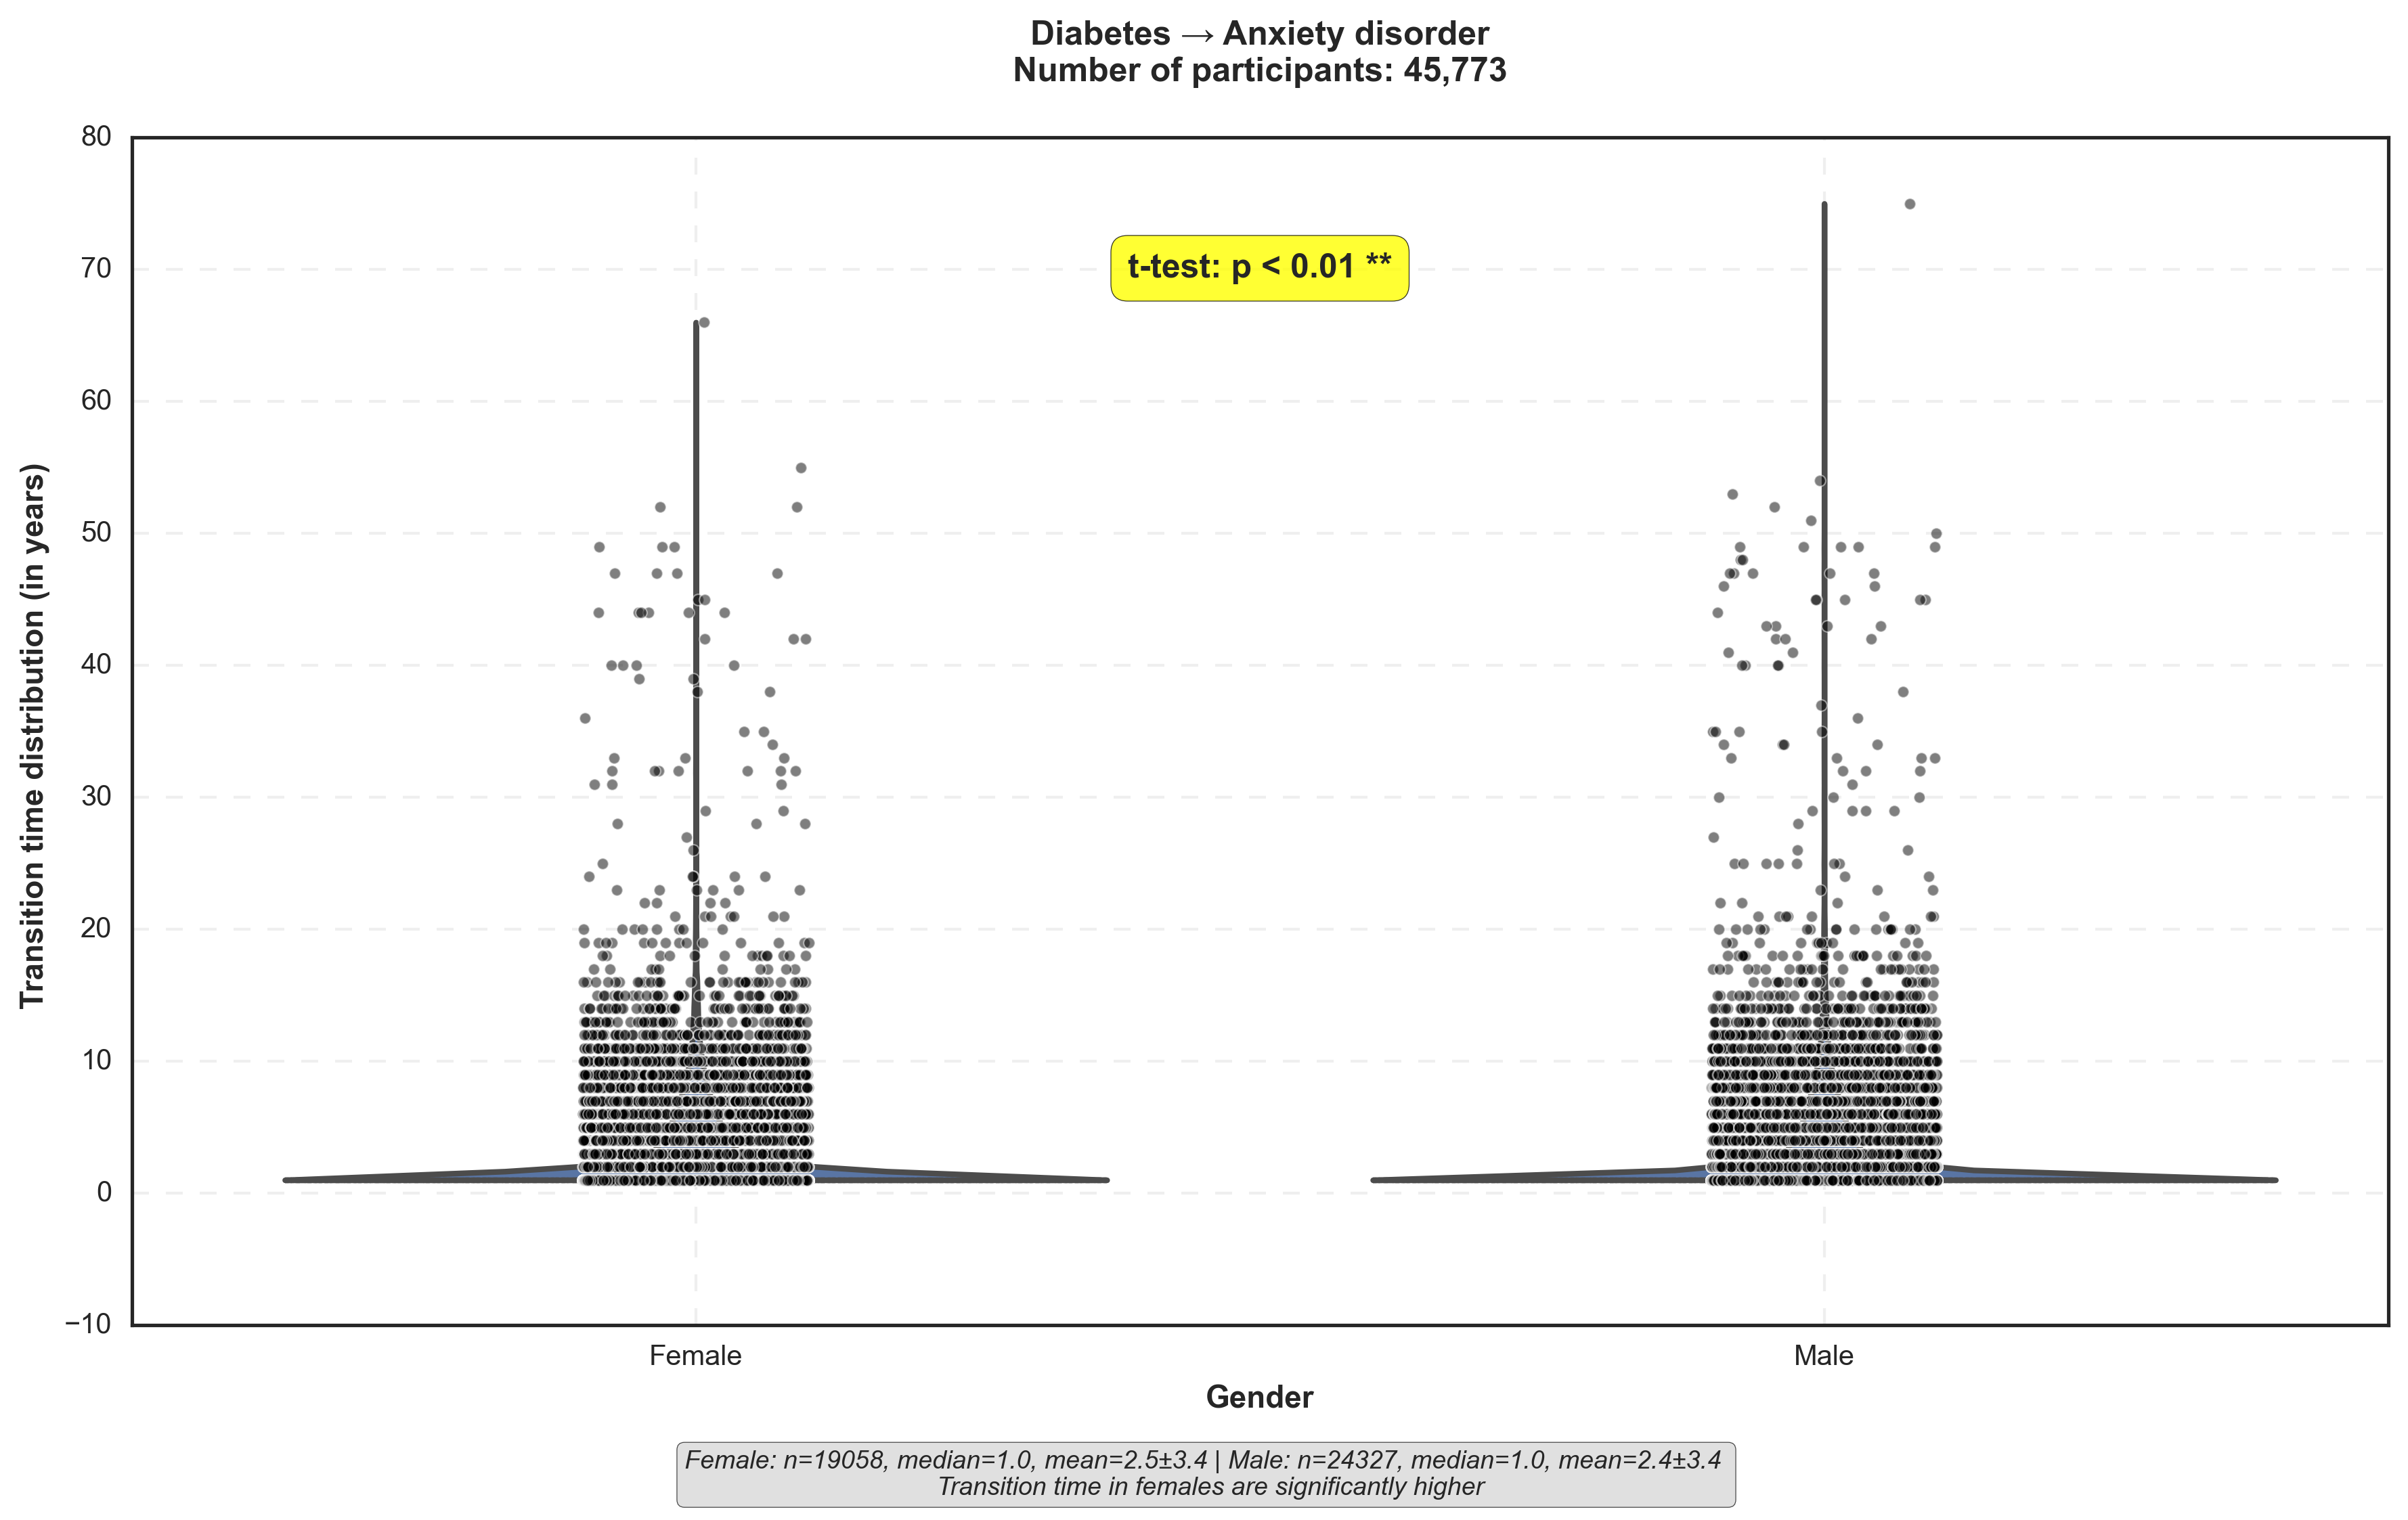 Diabetes → Anxiety disorder
Number of participants: 45,773
Transition time distribution (in years)
80
70
60
50
40
30
20
10
0
−10
t-test: p < 0.01 **
Female
Male
Gender
Female: n=19058, median=1.0, mean=2.5±3.4 | Male: n=24327, median=1.0, mean=2.4±3.4
Transition time in females are significantly higher